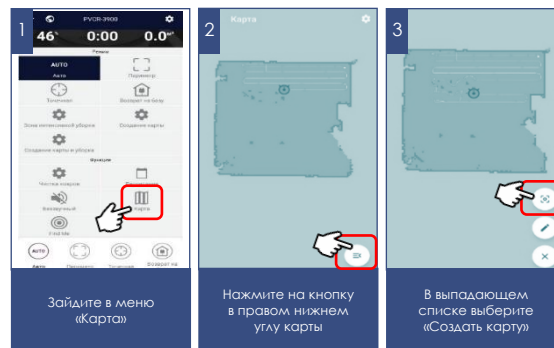 1
PVCR-3900
46
0:00
0.0
Режим
AUTO
Авто
Периметр
Точечная
Возврат на базу
Зона интенсивной уборки
Создание карты
Создание карты и уборка
Функция
Чистка ковров
Беззвучный
Карта
Find Me
AUTO
Авто
Периметр
Точечная
Возврат на
Зайдите в меню
«Карта»
2
Карта
Нажмите на кнопку
в правом нижнем
углу карты
3
В выпадающем
списке выберите
«Создать карту»